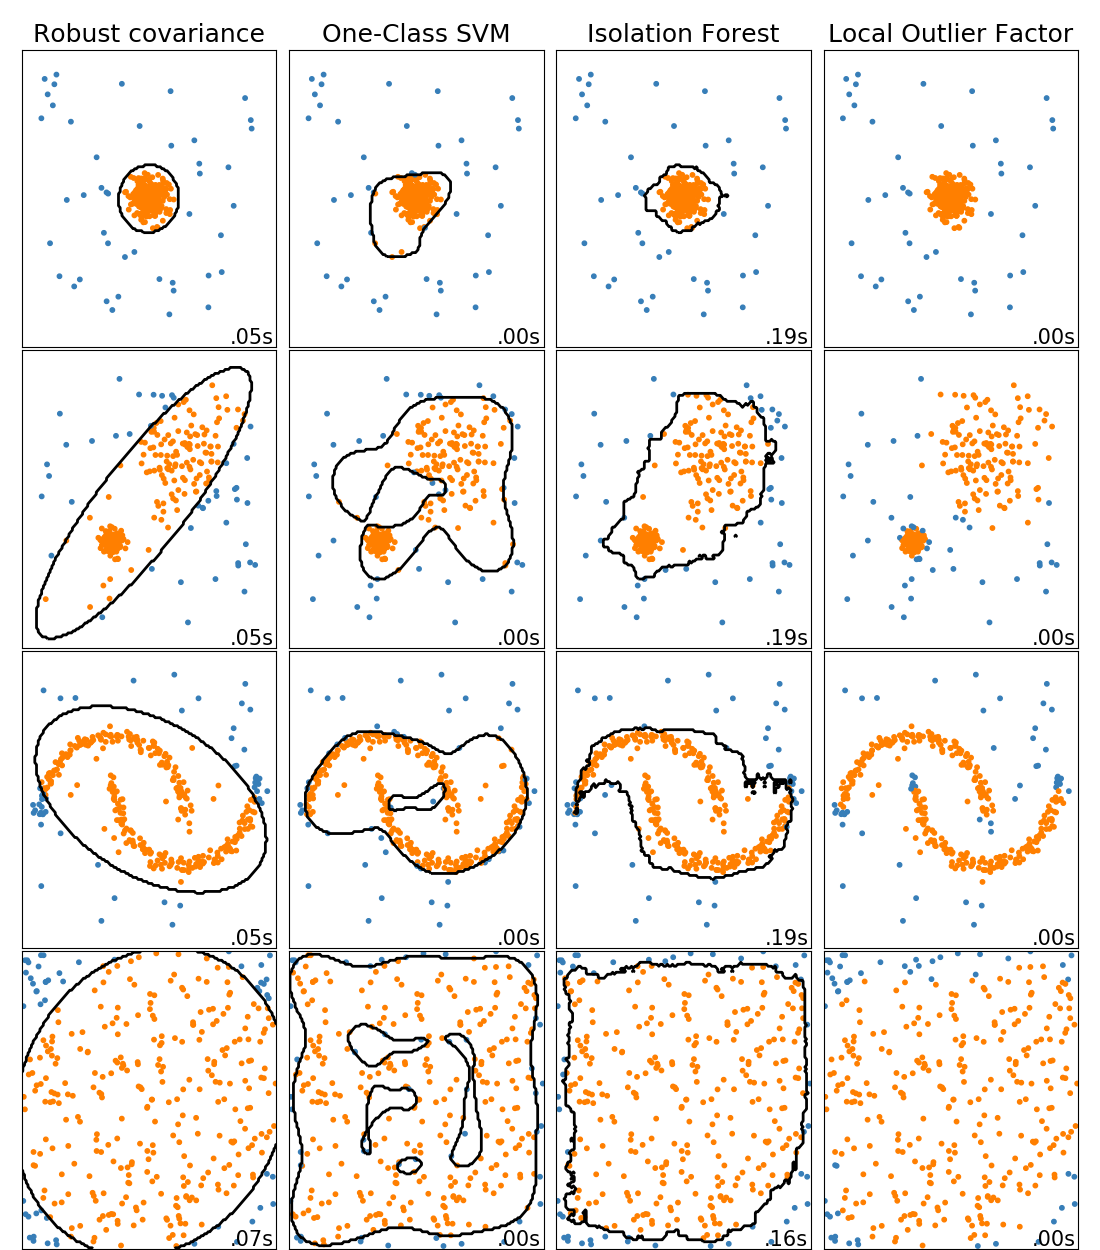 Robust covariance One-Class SVM Isolation Forest Local Outlier Factor
.05s .00s .19s .00s
.05s .00s .19s .00s
.05s .00s .19s .00s
.07s .00s .16s .00s